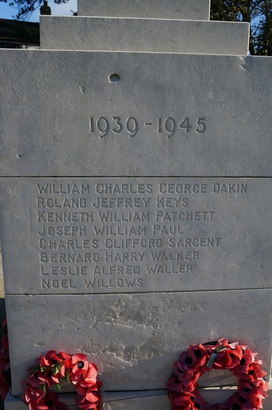 1939-1945
WILLIAM CHARLES GEORGE DAKIN
ROLAND JEFFREY KEYS
KENNETH WILLIAM PATCHETT
JOSEPH WILLIAM PAUL
CHARLES CLIFFORD SARGENT
BERNARD HARRY WALKER
LESLIE ALFRED WALLER
NOEL WILLOWS